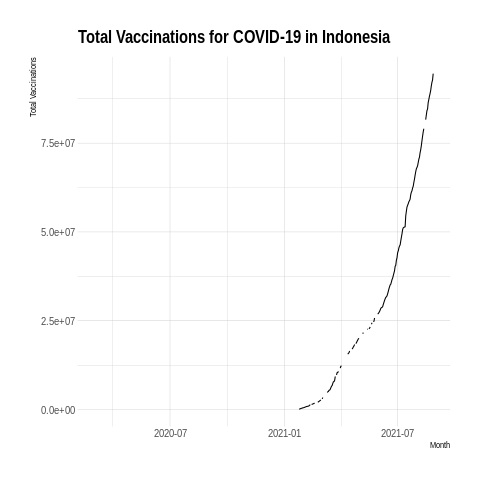 Total Vaccinations for COVID-19 in Indonesia
Total Vaccinations
7.5e+07
5.0e+07
2.5e+07
0.0e+00
2020-07 2021-01 2021-07
Month